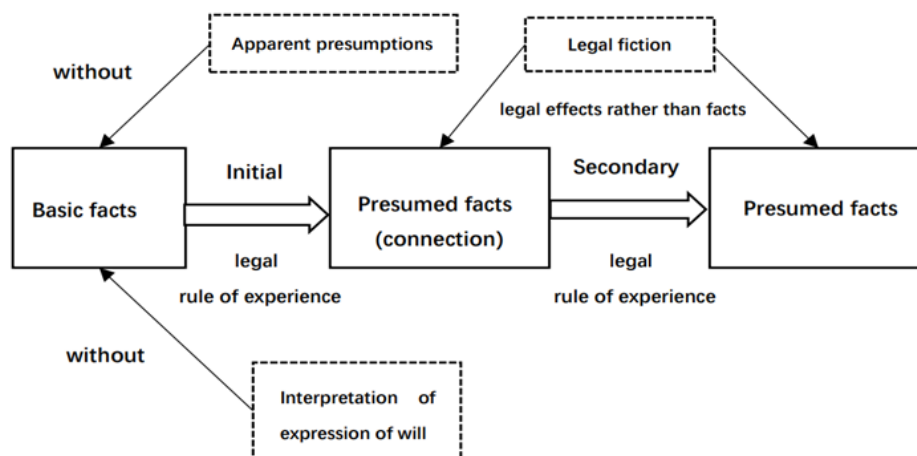 Apparent presumptions
Legal fiction
without
legal effects rather than facts
Initial
Secondary
Basic facts
Presumed facts
(connection)
Presumed facts
legal
rule of experience
legal
rule of experience
without
Interpretation of
expression of will